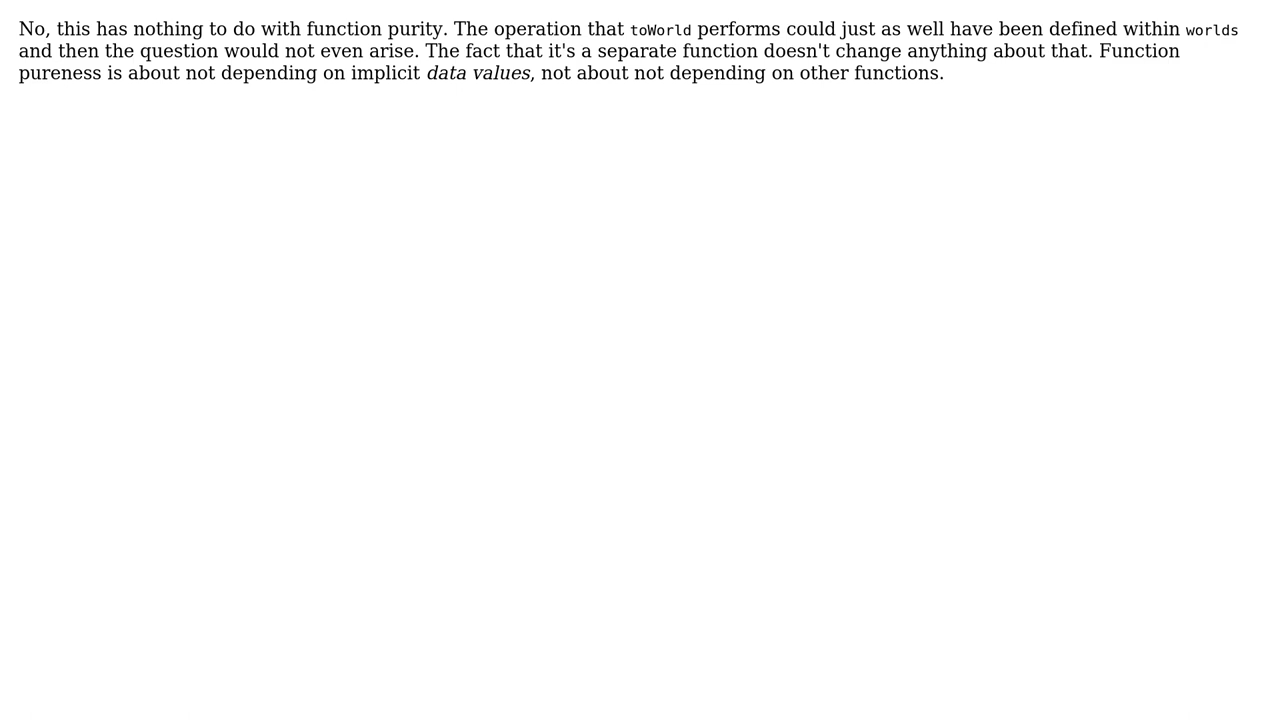 No, this has nothing to do with function purity. The operation that toWorld performs could just as well have been defined within worlds
and then the question would not even arise. The fact that it's a separate function doesn't change anything about that. Function
pureness is about not depending on implicit data values, not about not depending on other functions.